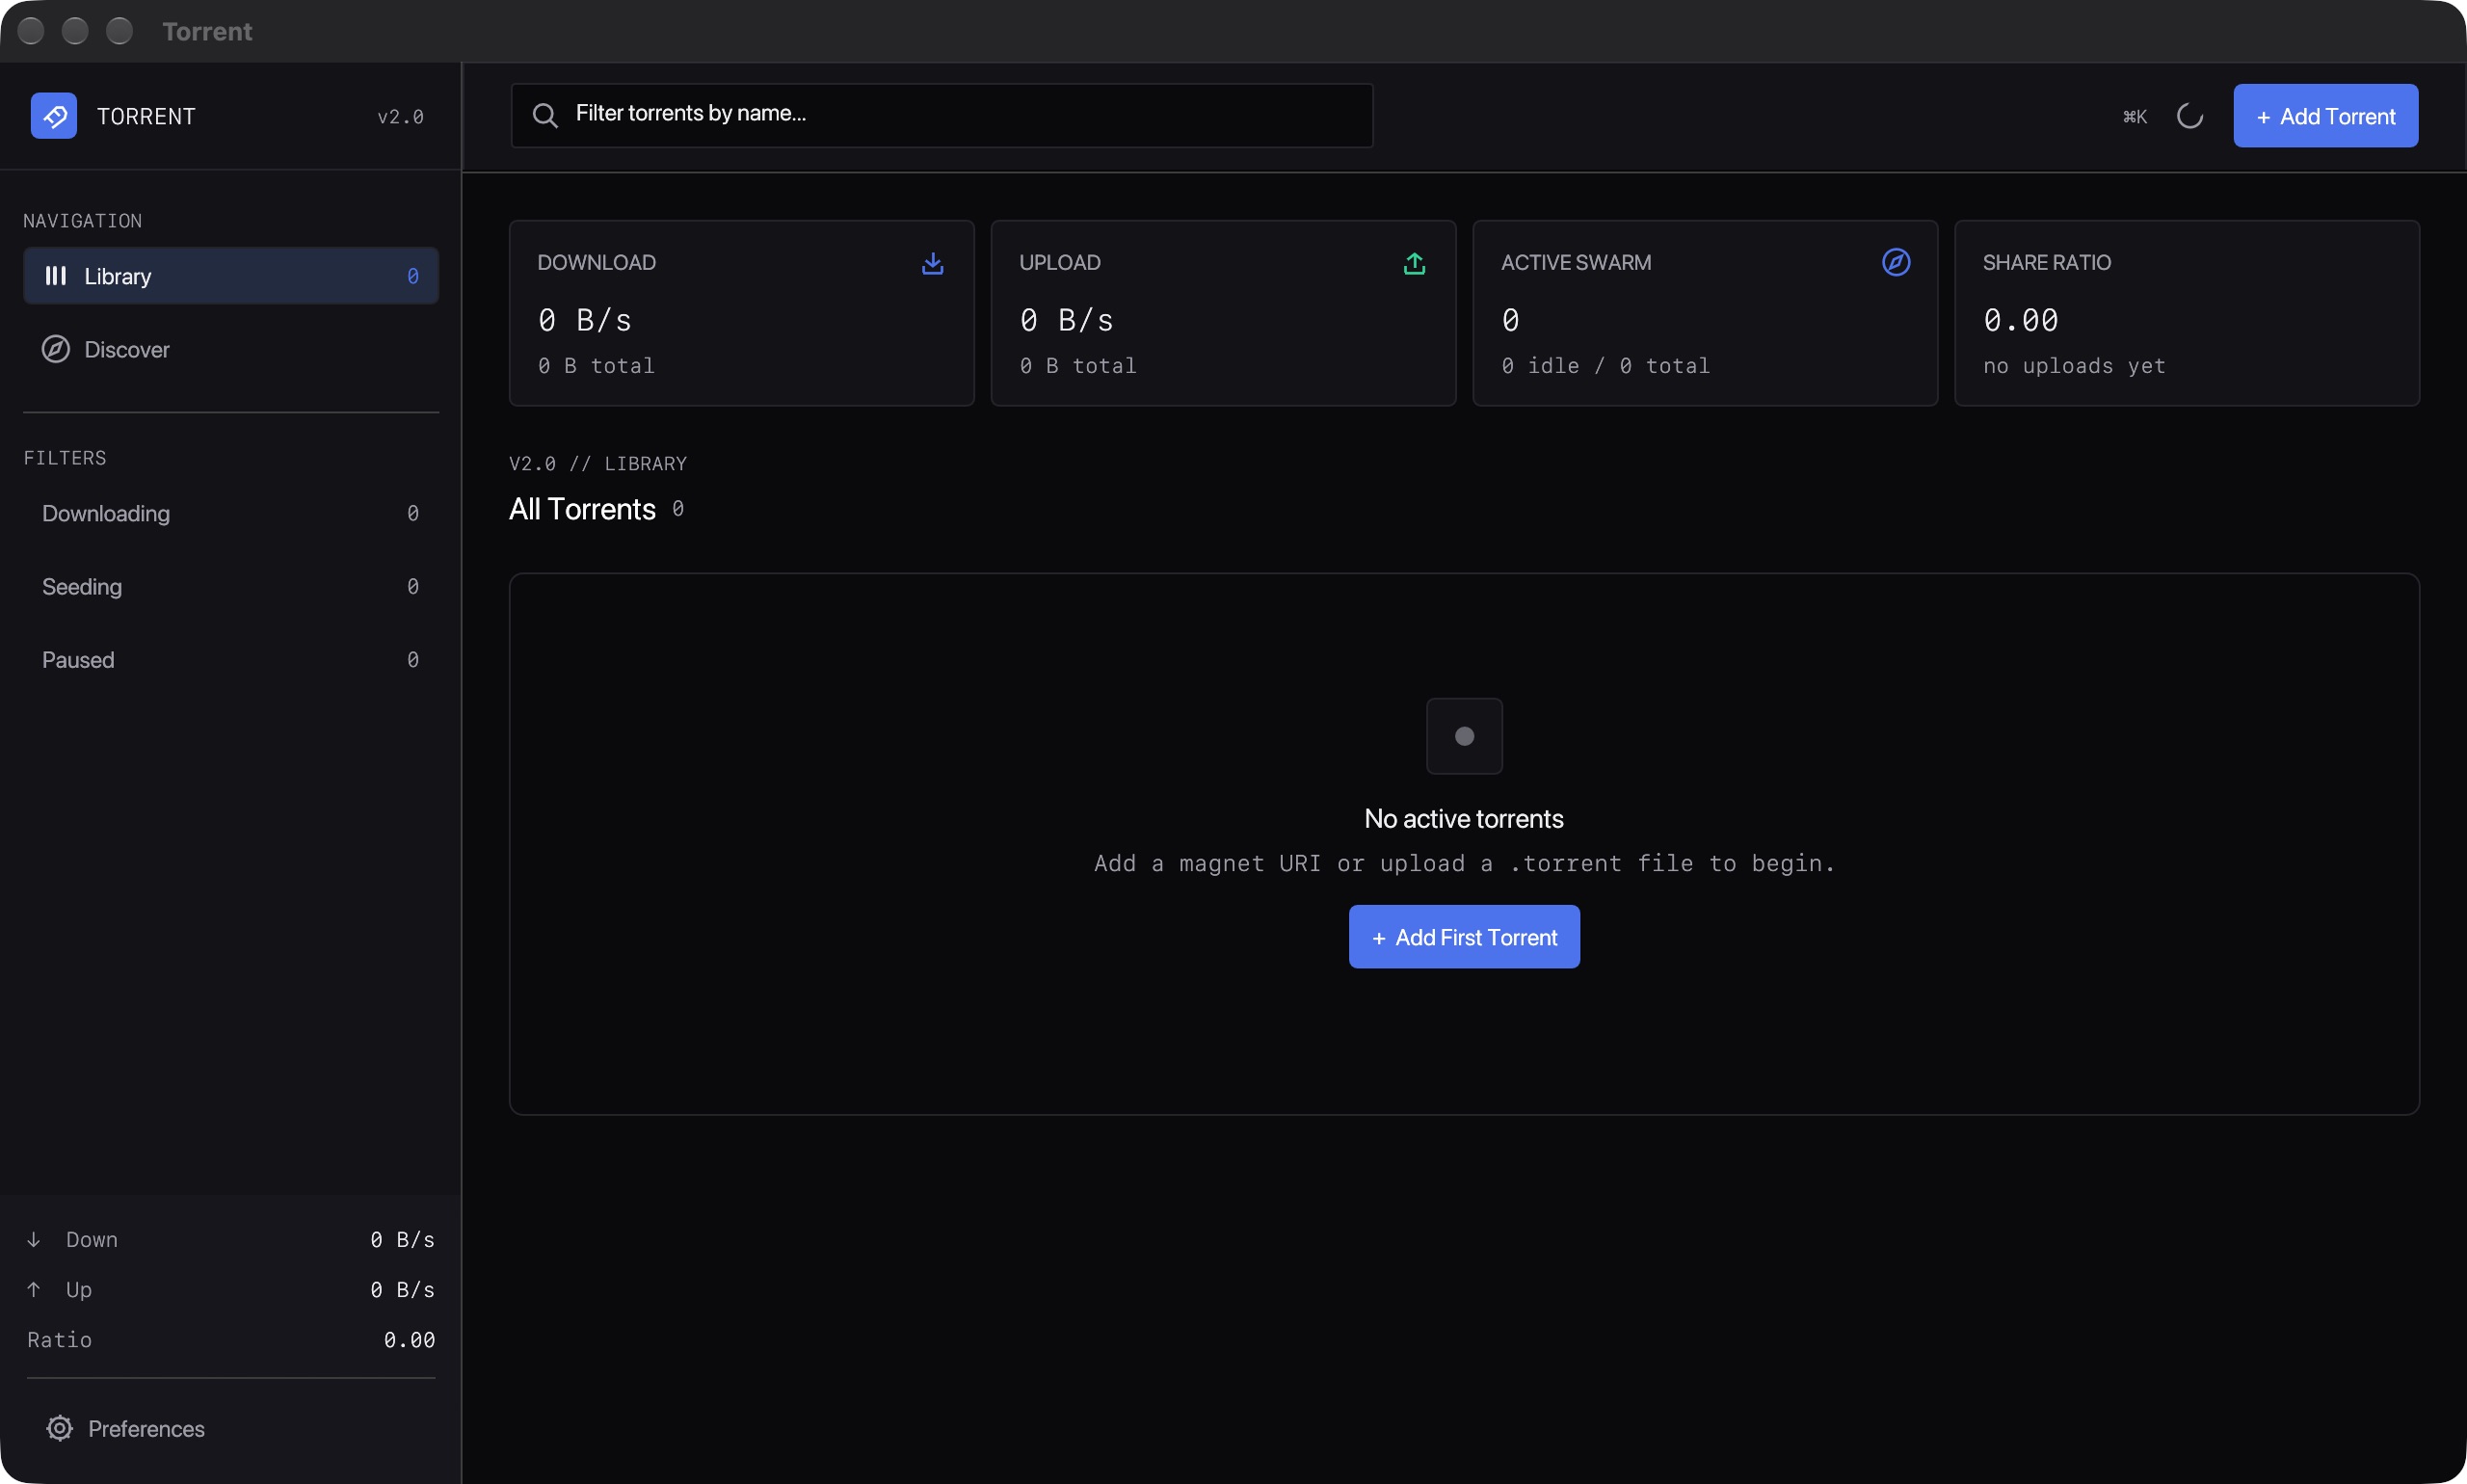 Torrent
TORRENT v2.0
NAVIGATION
Library 0
Discover
FILTERS
Downloading 0
Seeding 0
Paused 0
↓ Down 0 B/s
↑ Up 0 B/s
Ratio 0.00
Preferences
Filter torrents by name...
⌘K
+ Add Torrent
DOWNLOAD
0 B/s
0 B total
UPLOAD
0 B/s
0 B total
ACTIVE SWARM
0
0 idle / 0 total
SHARE RATIO
0.00
no uploads yet
V2.0 // LIBRARY
All Torrents 0
No active torrents
Add a magnet URI or upload a .torrent file to begin.
+ Add First Torrent